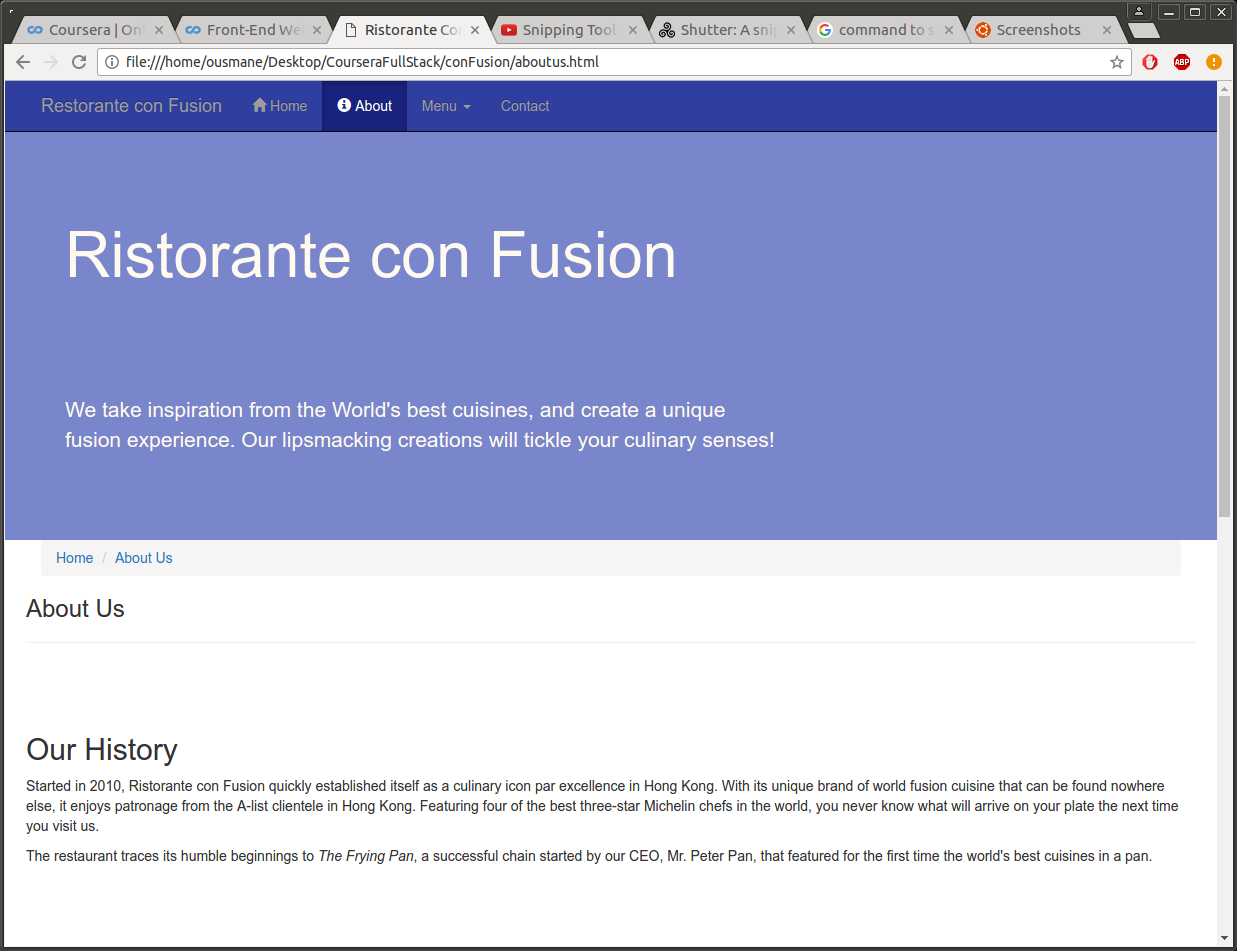 Coursera | Onl
Front-End We
Ristorante Co
Snipping Tool
Shutter: A snip
command to s
Screenshots
file:///home/ousmane/Desktop/CourseraFullStack/conFusion/aboutus.html
ABP
Restorante con Fusion Home About Menu Contact
Ristorante con Fusion
We take inspiration from the World's best cuisines, and create a unique
fusion experience. Our lipsmacking creations will tickle your culinary senses!
Home / About Us
About Us
Our History
Started in 2010, Ristorante con Fusion quickly established itself as a culinary icon par excellence in Hong Kong. With its unique brand of world fusion cuisine that can be found nowhere
else, it enjoys patronage from the A-list clientele in Hong Kong. Featuring four of the best three-star Michelin chefs in the world, you never know what will arrive on your plate the next time
you visit us.
The restaurant traces its humble beginnings to The Frying Pan, a successful chain started by our CEO, Mr. Peter Pan, that featured for the first time the world's best cuisines in a pan.